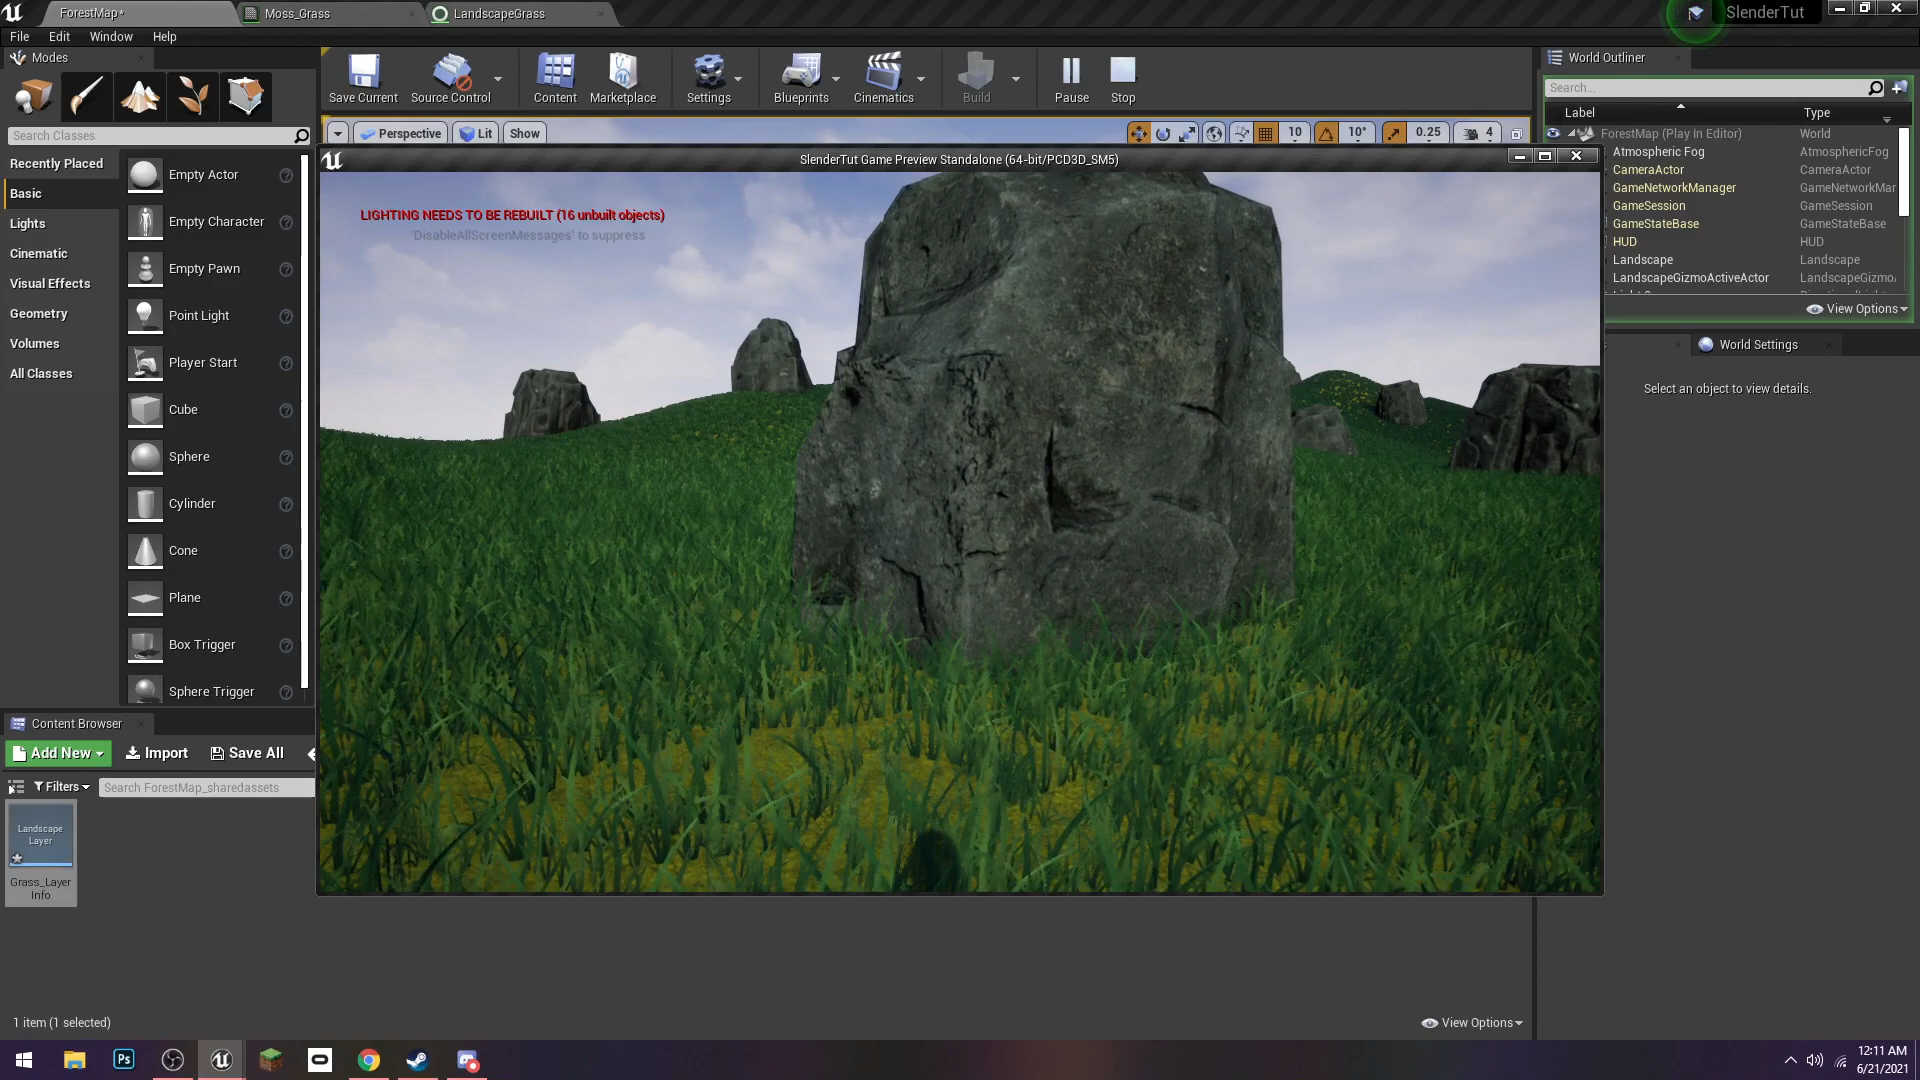 ForestMap*
Moss_Grass
LandscapeGrass
SlenderTut
File Edit Window Help
Modes
Save Current
Source Control
Content
Marketplace
Settings
Blueprints
Cinematics
Build
Pause
Stop
World Outliner
Search...
Label Type
ForestMap (Play In Editor) World
Atmospheric Fog AtmosphericFog
CameraActor CameraActor
GameNetworkManager GameNetworkMar
GameSession GameSession
GameStateBase GameStateBase
HUD HUD
Landscape Landscape
LandscapeGizmoActiveActor LandscapeGizmo
View Options
World Settings
Select an object to view details.
Search Classes
Recently Placed
Basic
Lights
Cinematic
Visual Effects
Geometry
Volumes
All Classes
Empty Actor
Empty Character
Empty Pawn
Point Light
Player Start
Cube
Sphere
Cylinder
Cone
Plane
Box Trigger
Sphere Trigger
Perspective Lit Show
10 10° 0.25 4
SlenderTut Game Preview Standalone (64-bit/PCD3D_SM5)
LIGHTING NEEDS TO BE REBUILT (16 unbuilt objects)
'DisableAllScreenMessages' to suppress
Content Browser
Add New Import Save All
Filters Search ForestMap_sharedassets
Landscape
Layer
Grass_Layer
Info
1 item (1 selected)
View Options
Ps
12:11 AM
6/21/2021